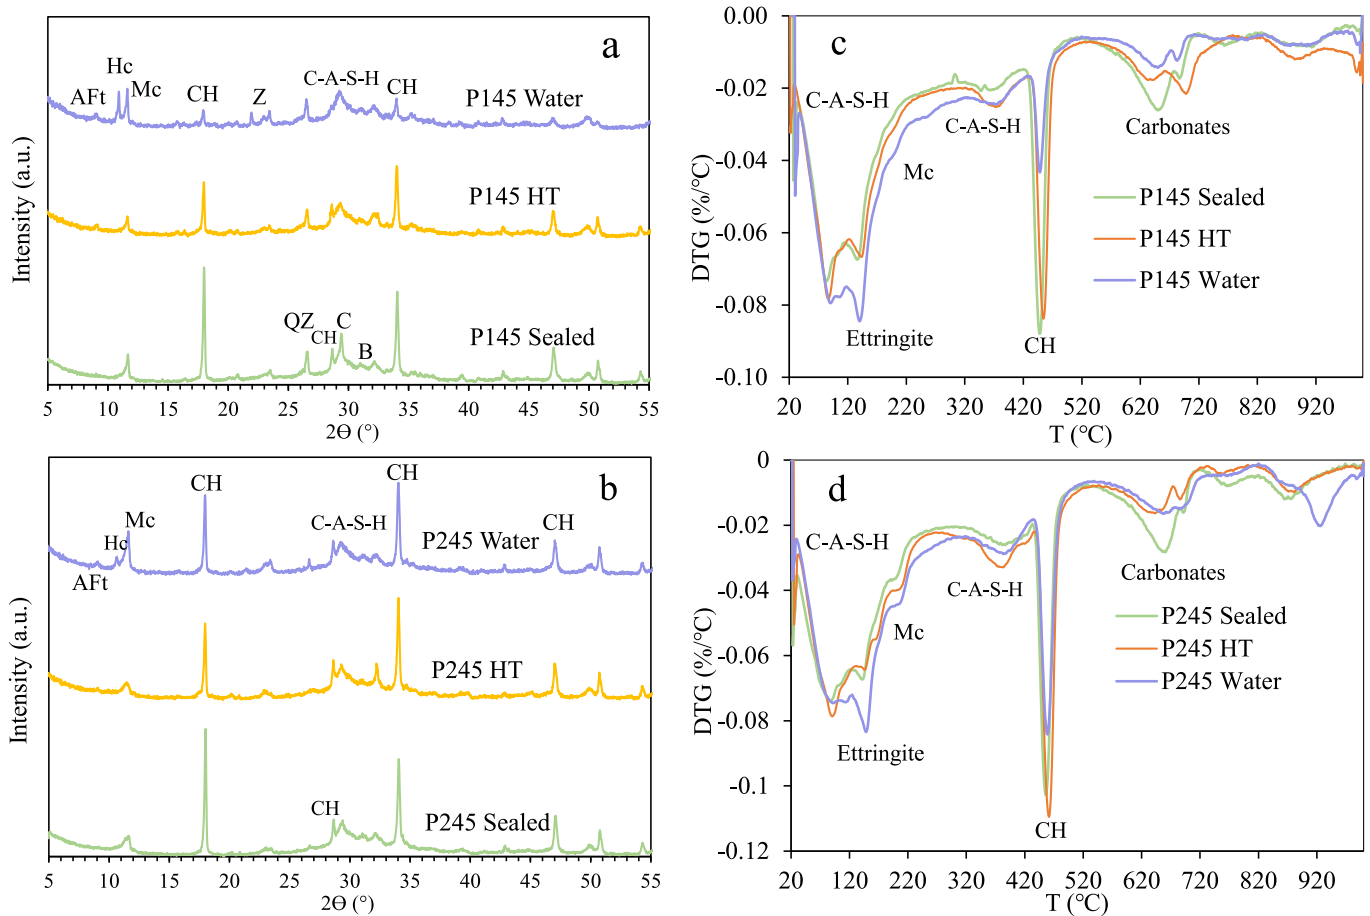 a
Hc
Mc
AFt
CH
Z
C-A-S-H
CH
P145 Water
P145 HT
QZ
CH
C
B
P145 Sealed
Intensity (a.u.)
5 10 15 20 25 30 35 40 45 50 55
2Ɵ (°)
c
0.00
-0.02
-0.04
-0.06
-0.08
-0.10
DTG (%/°C)
C-A-S-H
C-A-S-H
Mc
Carbonates
Ettringite
CH
P145 Sealed
P145 HT
P145 Water
20 120 220 320 420 520 620 720 820 920
T (°C)
b
CH
CH
Mc
Hc
AFt
C-A-S-H
CH
P245 Water
P245 HT
CH
P245 Sealed
Intensity (a.u.)
5 10 15 20 25 30 35 40 45 50 55
2Ɵ (°)
d
0
-0.02
-0.04
-0.06
-0.08
-0.1
-0.12
DTG (%/°C)
C-A-S-H
C-A-S-H
Mc
Carbonates
Ettringite
CH
P245 Sealed
P245 HT
P245 Water
20 120 220 320 420 520 620 720 820 920
T (°C)